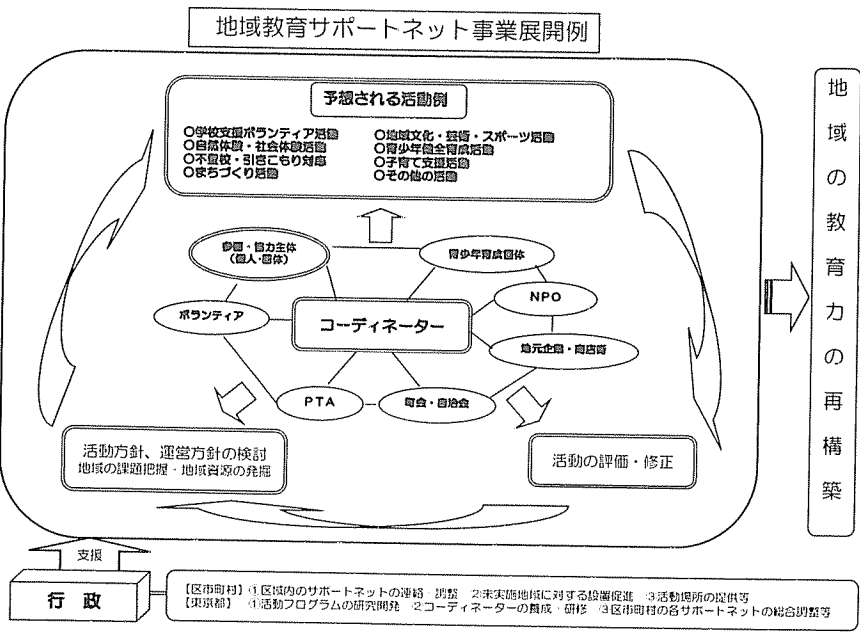 地域教育サポートネット事業展開例
予想される活動例
○学校支援ボランティア活動
○自然体験・社会体験活動
○不登校・引きこもり対応
○まちづくり活動
○地域文化・芸術・スポーツ活動
○青少年健全育成活動
○子育て支援活動
○その他の活動
参画・協力主体
(個人・団体)
青少年育成団体
ボランティア
コーディネーター
NPO
地元企業・商店街
PTA
町会・自治会
活動方針、運営方針の検討
地域の課題把握・地域資源の発掘
活動の評価・修正
地域の教育力の再構築
支援
行政
【区市町村】①区域内のサポートネットの連絡・調整 ②未実施地域に対する設置促進 ③活動場所の提供等
【東京都】 ①活動プログラムの研究開発 ②コーディネーターの養成・研修 ③区市町村の各サポートネットの総合調整等